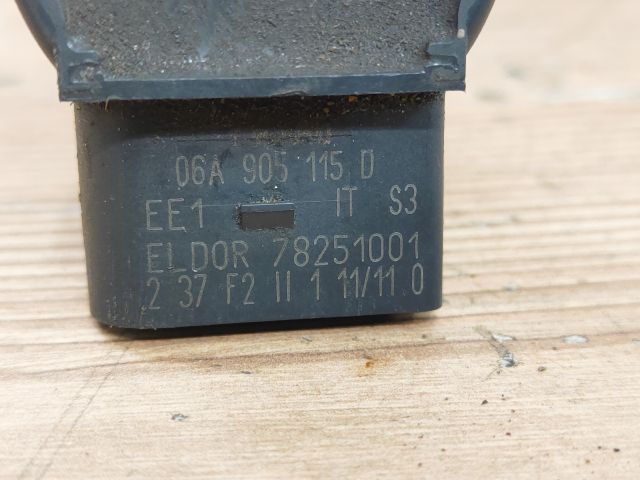 06A 905 115 D
EE1 IT S3
ELDOR 78251001
2 37 F2 II 1 11/11 0